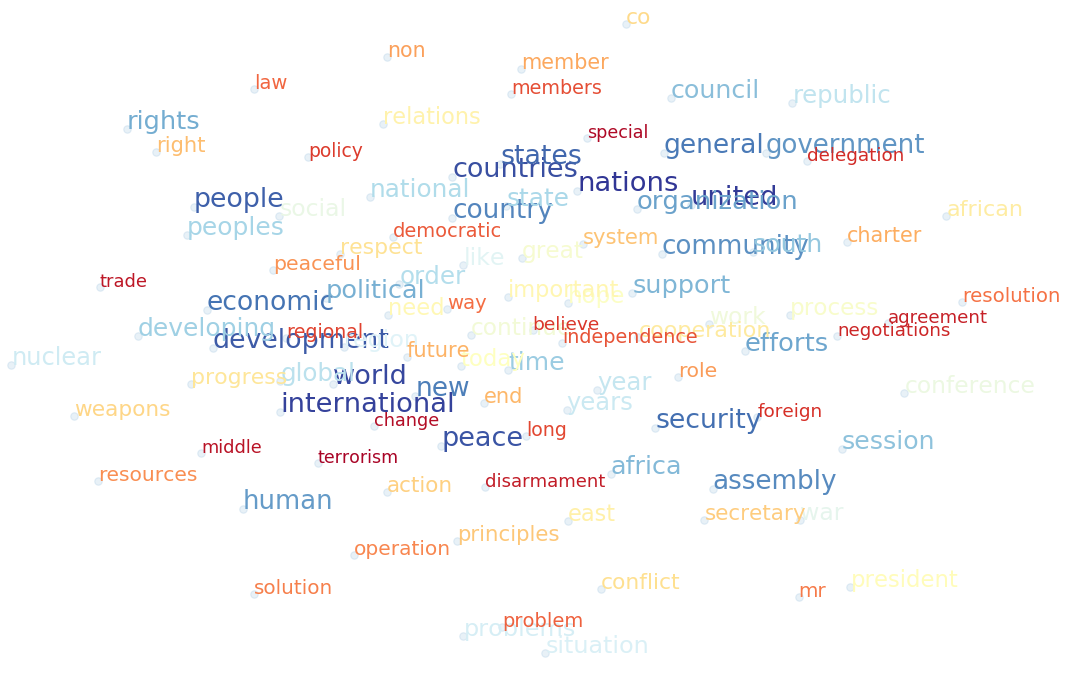 co
non
member
law
members
council
republic
rights
relations
special
right
policy
states
general
government
delegation
countries
nations
people
national
state
united
organization
social
country
african
peoples
democratic
system
community
south
charter
respect
like
great
peaceful
order
trade
political
important
hope
support
economic
need
way
process
resolution
developing
regional
development
region
continue
believe
independence
cooperation
work
agreement
negotiations
nuclear
future
today
time
efforts
progress
global
world
new
year
role
conference
weapons
international
end
years
foreign
change
peace
long
security
session
middle
terrorism
africa
resources
action
disarmament
assembly
human
principles
east
secretary
war
operation
solution
conflict
mr
president
problems
problem
situation